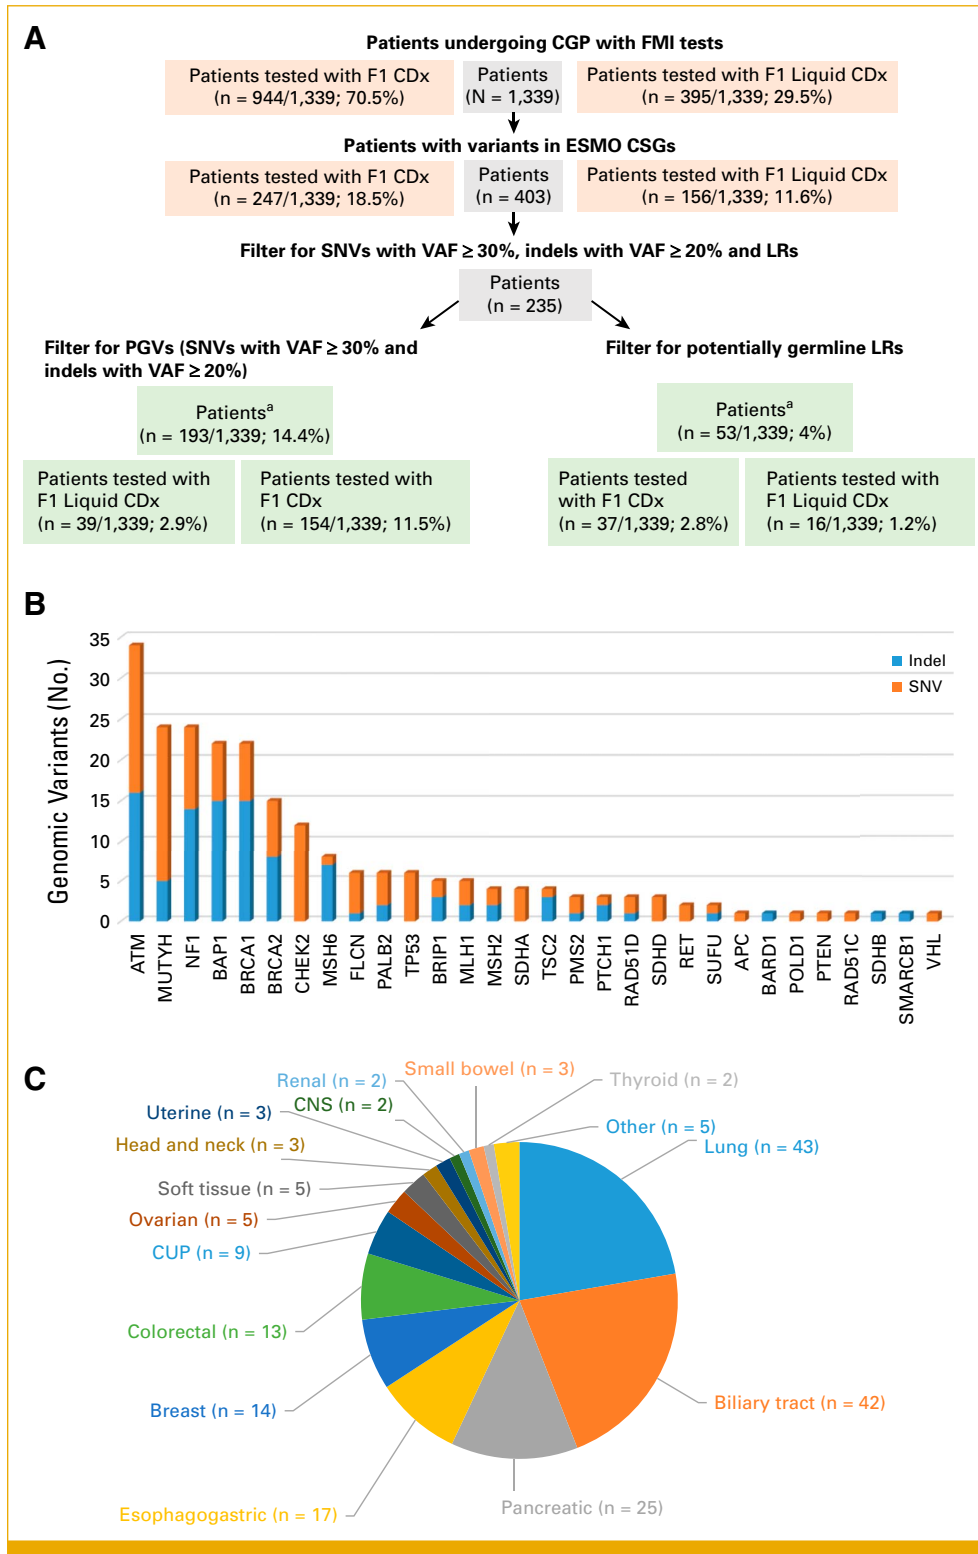 A
Patients undergoing CGP with FMI tests
Patients tested with F1 CDx
(n = 944/1,339; 70.5%)
Patients
(N = 1,339)
Patients tested with F1 Liquid CDx
(n = 395/1,339; 29.5%)
Patients with variants in ESMO CSGs
Patients tested with F1 CDx
(n = 247/1,339; 18.5%)
Patients
(n = 403)
Patients tested with F1 Liquid CDx
(n = 156/1,339; 11.6%)
Filter for SNVs with VAF ≥ 30%, indels with VAF ≥ 20% and LRs
Patients
(n = 235)
Filter for PGVs (SNVs with VAF ≥ 30% and
indels with VAF ≥ 20%)
Patientsa
(n = 193/1,339; 14.4%)
Patients tested with
F1 Liquid CDx
(n = 39/1,339; 2.9%)
Patients tested with
F1 CDx
(n = 154/1,339; 11.5%)
Filter for potentially germline LRs
Patientsa
(n = 53/1,339; 4%)
Patients tested
with F1 CDx
(n = 37/1,339; 2.8%)
Patients tested with
F1 Liquid CDx
(n = 16/1,339; 1.2%)
B
Genomic Variants (No.)
35
30
25
20
15
10
5
0
Indel
SNV
ATM
MUTYH
NF1
BAP1
BRCA1
BRCA2
CHEK2
MSH6
FLCN
PALB2
TP53
BRIP1
MLH1
MSH2
SDHA
TSC2
PMS2
PTCH1
RAD51D
SDHD
RET
SUFU
APC
BARD1
POLD1
PTEN
RAD51C
SDHB
SMARCB1
VHL
C
Small bowel (n = 3)
Renal (n = 2)
Thyroid (n = 2)
CNS (n = 2)
Uterine (n = 3)
Other (n = 5)
Head and neck (n = 3)
Lung (n = 43)
Soft tissue (n = 5)
Ovarian (n = 5)
CUP (n = 9)
Colorectal (n = 13)
Breast (n = 14)
Biliary tract (n = 42)
Pancreatic (n = 25)
Esophagogastric (n = 17)